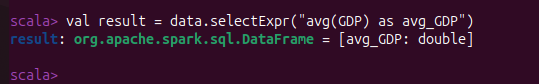 scala> val result = data.selectExpr("avg(GDP) as avg_GDP")
result: org.apache.spark.sql.DataFrame = [avg_GDP: double]
scala>